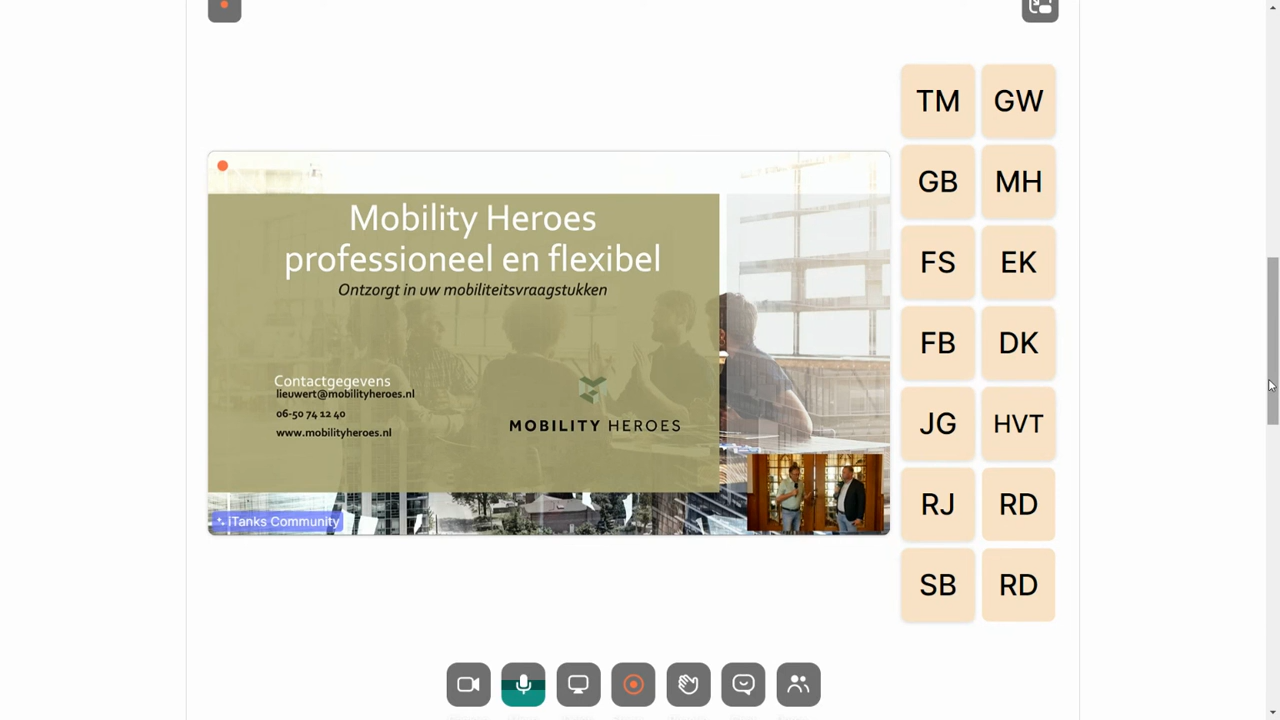 TM GW
GB MH
Mobility Heroes
professioneel en flexibel
Ontzorgt in uw mobiliteitsvraagstukken
FS EK
FB DK
Contactgegevens
lieuwert@mobilityheroes.nl
06-50 74 12 40
www.mobilityheroes.nl
MOBILITY HEROES
JG HVT
RJ RD
iTanks Community
SB RD